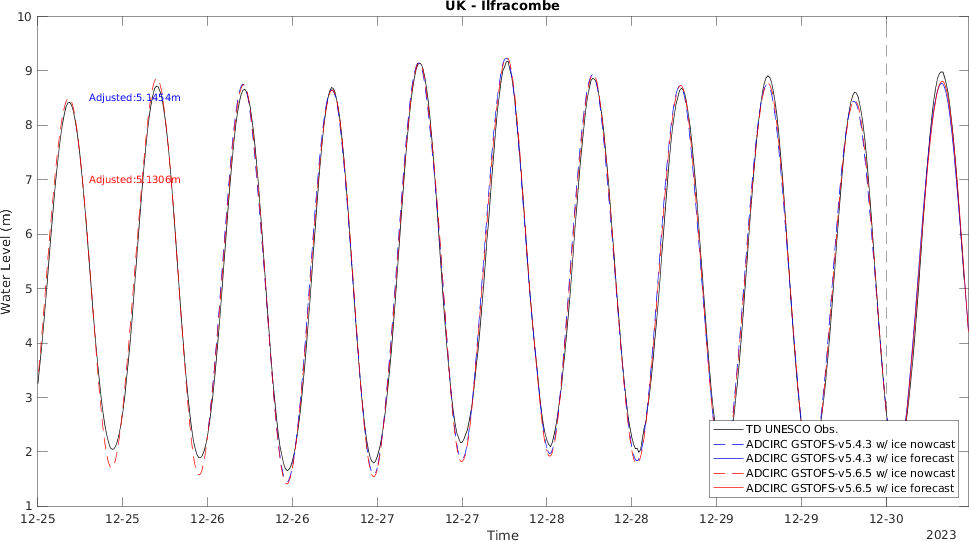 UK - Ilfracombe
10
9
8
7
6
5
4
3
2
1
Water Level (m)
Adjusted:5.1454m
Adjusted:5.1306m
TD UNESCO Obs.
ADCIRC GSTOFS-v5.4.3 w/ ice nowcast
ADCIRC GSTOFS-v5.4.3 w/ ice forecast
ADCIRC GSTOFS-v5.6.5 w/ ice nowcast
ADCIRC GSTOFS-v5.6.5 w/ ice forecast
12-25 12-25 12-26 12-26 12-27 12-27 12-28 12-28 12-29 12-29 12-30
Time
2023